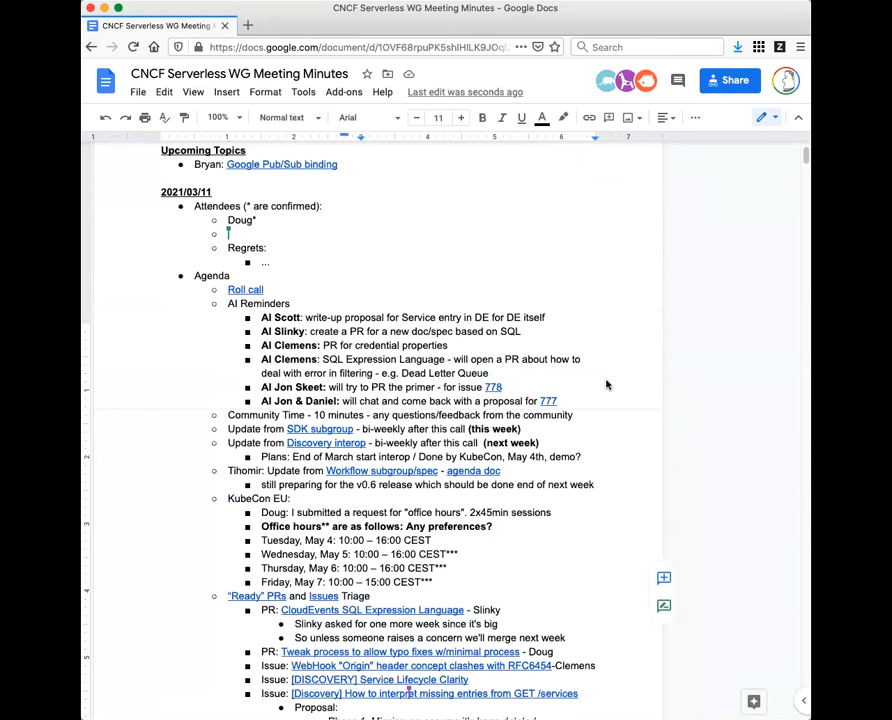 CNCF Serverless WG Meeting Minutes - Google Docs
CNCF Serverless WG Meeting M
https://docs.google.com/document/d/1OVF68rpuPK5shIHILK9JOql
Search
CNCF Serverless WG Meeting Minutes
File Edit View Insert Format Tools Add-ons Help Last edit was seconds ago
Share
100% Normal text Arial 11
1 1 2 3 4 5 6 7
Upcoming Topics
Bryan: Google Pub/Sub binding
2021/03/11
Attendees (* are confirmed):
Doug*
Regrets:
...
Agenda
Roll call
AI Reminders
AI Scott: write-up proposal for Service entry in DE for DE itself
AI Slinky: create a PR for a new doc/spec based on SQL
AI Clemens: PR for credential properties
AI Clemens: SQL Expression Language - will open a PR about how to
deal with error in filtering - e.g. Dead Letter Queue
AI Jon Skeet: will try to PR the primer - for issue 778
AI Jon & Daniel: will chat and come back with a proposal for 777
Community Time - 10 minutes - any questions/feedback from the community
Update from SDK subgroup - bi-weekly after this call (this week)
Update from Discovery interop - bi-weekly after this call (next week)
Plans: End of March start interop / Done by KubeCon, May 4th, demo?
Tihomir: Update from Workflow subgroup/spec - agenda doc
still preparing for the v0.6 release which should be done end of next week
KubeCon EU:
Doug: I submitted a request for "office hours". 2x45min sessions
Office hours** are as follows: Any preferences?
Tuesday, May 4: 10:00 – 16:00 CEST
Wednesday, May 5: 10:00 – 16:00 CEST***
Thursday, May 6: 10:00 – 16:00 CEST***
Friday, May 7: 10:00 – 15:00 CEST***
"Ready" PRs and Issues Triage
PR: CloudEvents SQL Expression Language - Slinky
Slinky asked for one more week since it's big
So unless someone raises a concern we'll merge next week
PR: Tweak process to allow typo fixes w/minimal process - Doug
Issue: WebHook "Origin" header concept clashes with RFC6454-Clemens
Issue: [DISCOVERY] Service Lifecycle Clarity
Issue: [Discovery] How to interpret missing entries from GET /services
Proposal: